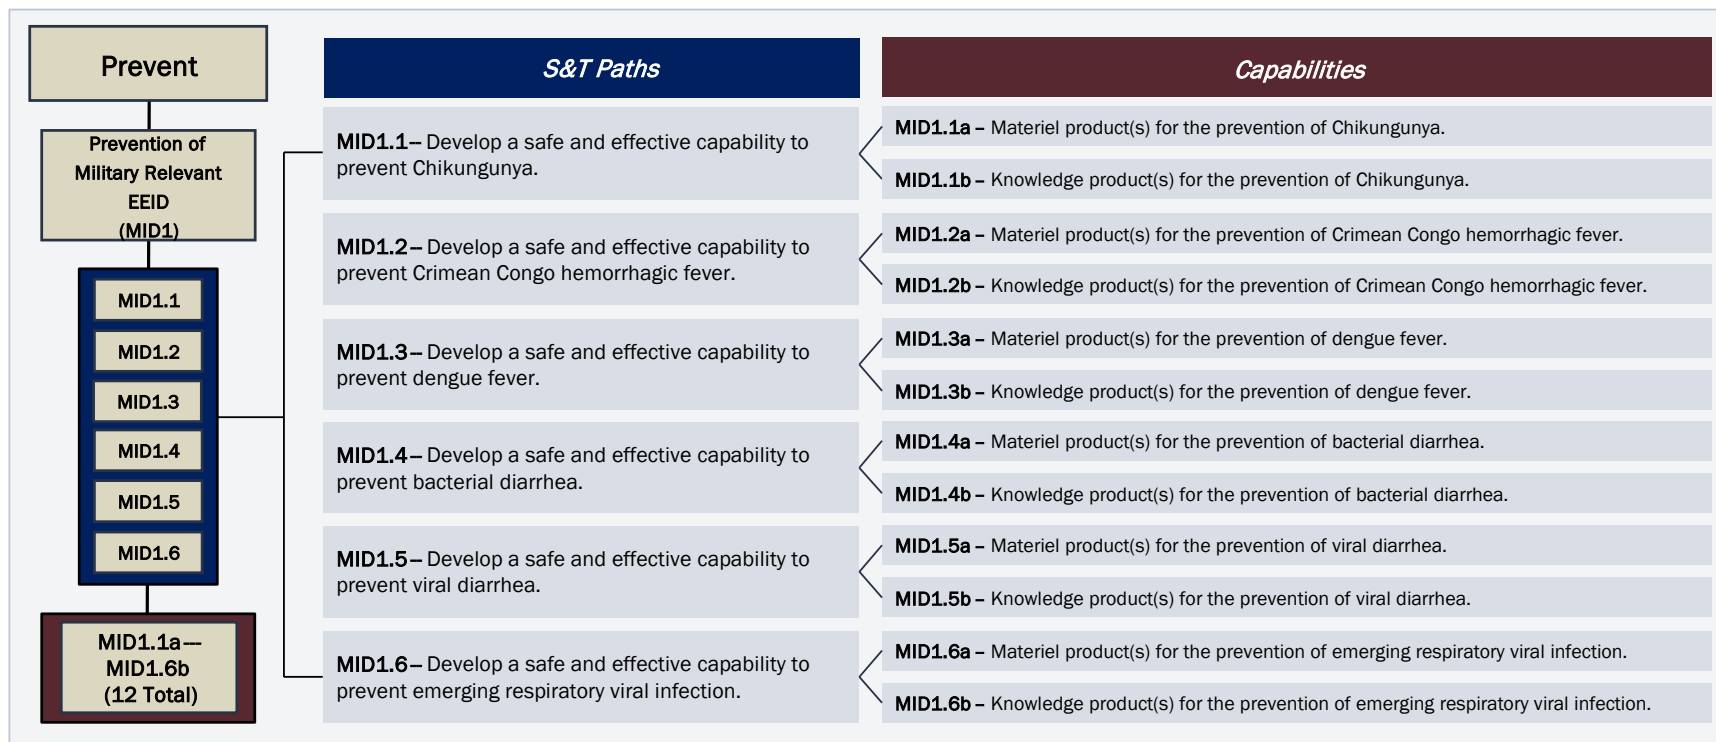 Prevent
Prevention of
Military Relevant
EEID
(MID1)
MID1.1
MID1.2
MID1.3
MID1.4
MID1.5
MID1.6
MID1.1a—
MID1.6b
(12 Total)
S&T Paths
MID1.1– Develop a safe and effective capability to
prevent Chikungunya.
MID1.2– Develop a safe and effective capability to
prevent Crimean Congo hemorrhagic fever.
MID1.3– Develop a safe and effective capability to
prevent dengue fever.
MID1.4– Develop a safe and effective capability to
prevent bacterial diarrhea.
MID1.5– Develop a safe and effective capability to
prevent viral diarrhea.
MID1.6– Develop a safe and effective capability to
prevent emerging respiratory viral infection.
Capabilities
MID1.1a – Materiel product(s) for the prevention of Chikungunya.
MID1.1b – Knowledge product(s) for the prevention of Chikungunya.
MID1.2a – Materiel product(s) for the prevention of Crimean Congo hemorrhagic fever.
MID1.2b – Knowledge product(s) for the prevention of Crimean Congo hemorrhagic fever.
MID1.3a – Materiel product(s) for the prevention of dengue fever.
MID1.3b – Knowledge product(s) for the prevention of dengue fever.
MID1.4a – Materiel product(s) for the prevention of bacterial diarrhea.
MID1.4b – Knowledge product(s) for the prevention of bacterial diarrhea.
MID1.5a – Materiel product(s) for the prevention of viral diarrhea.
MID1.5b – Knowledge product(s) for the prevention of viral diarrhea.
MID1.6a – Materiel product(s) for the prevention of emerging respiratory viral infection.
MID1.6b – Knowledge product(s) for the prevention of emerging respiratory viral infection.